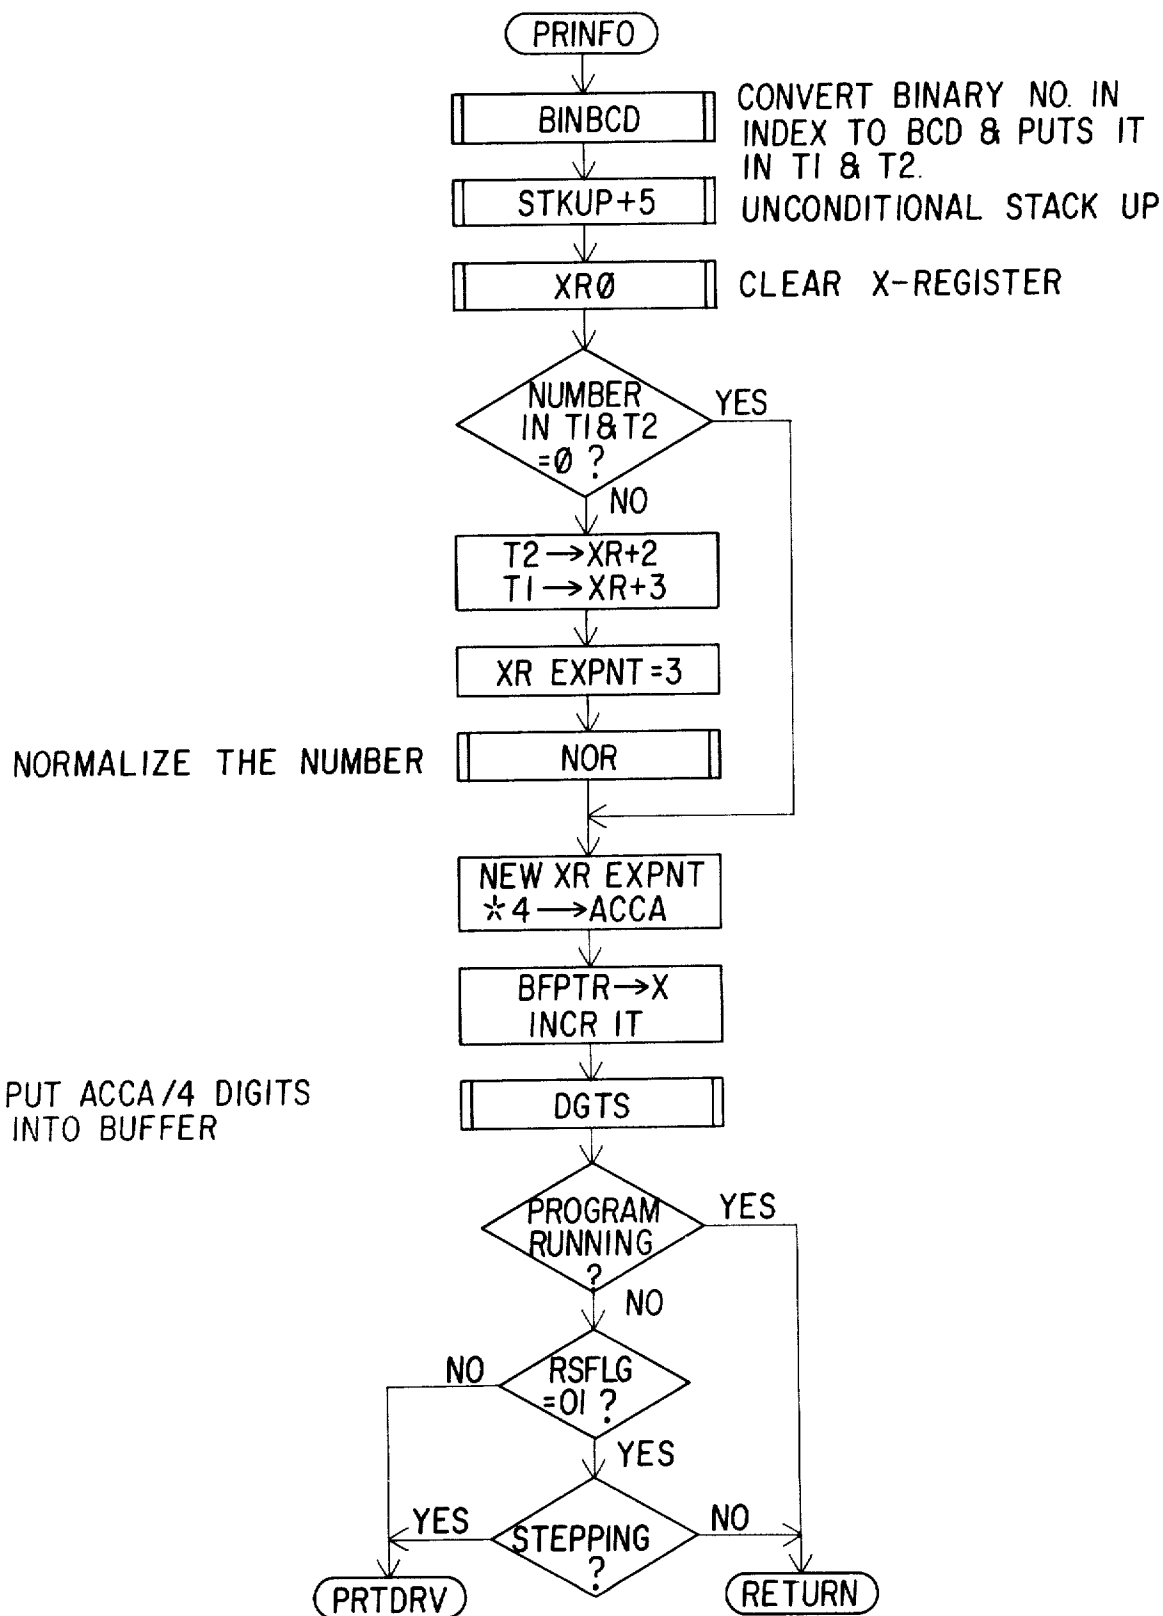 PRINFO
BINBCD
CONVERT BINARY NO. IN
INDEX TO BCD & PUTS IT
IN T1 & T2.
STKUP+5
UNCONDITIONAL STACK UP
XRØ
CLEAR X-REGISTER
NUMBER
IN T1&T2
=Ø ?
YES
NO
T2→XR+2
T1→XR+3
XR EXPNT=3
NORMALIZE THE NUMBER
NOR
NEW XR EXPNT
*4→ACCA
BFPTR→X
INCR IT
PUT ACCA/4 DIGITS
INTO BUFFER
DGTS
PROGRAM
RUNNING
?
YES
NO
RSFLG
=01 ?
NO
YES
STEPPING
?
YES
NO
PRTDRV
RETURN